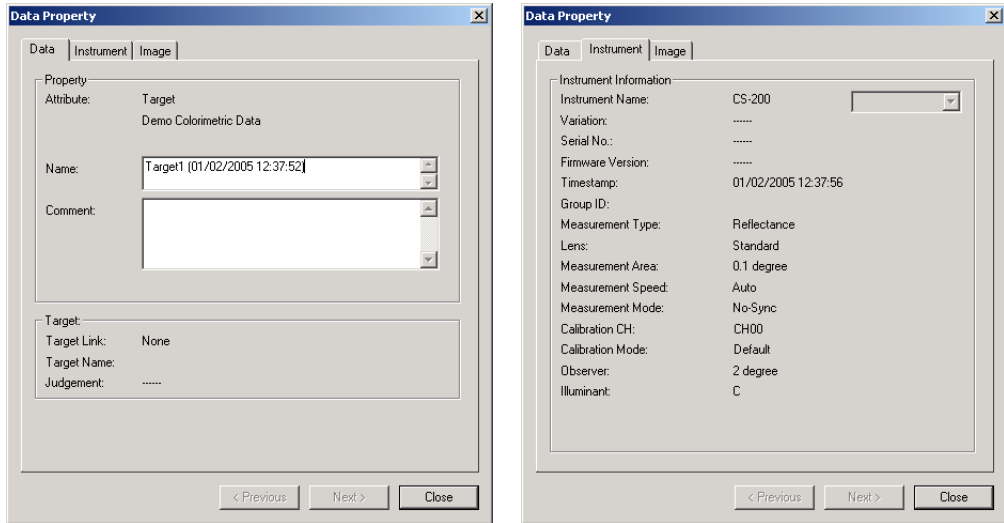 Data Property
Data Instrument Image
Property
Attribute: Target
Demo Colorimetric Data
Name: Target1 (01/02/2005 12:37:52)
Comment:
Target:
Target Link: None
Target Name:
Judgement: ------
< Previous Next > Close
Data Property
Data Instrument Image
Instrument Information
Instrument Name: CS-200
Variation: ------
Serial No.: ------
Firmware Version: ------
Timestamp: 01/02/2005 12:37:56
Group ID:
Measurement Type: Reflectance
Lens: Standard
Measurement Area: 0.1 degree
Measurement Speed: Auto
Measurement Mode: No-Sync
Calibration CH: CH00
Calibration Mode: Default
Observer: 2 degree
Illuminant: C
< Previous Next > Close